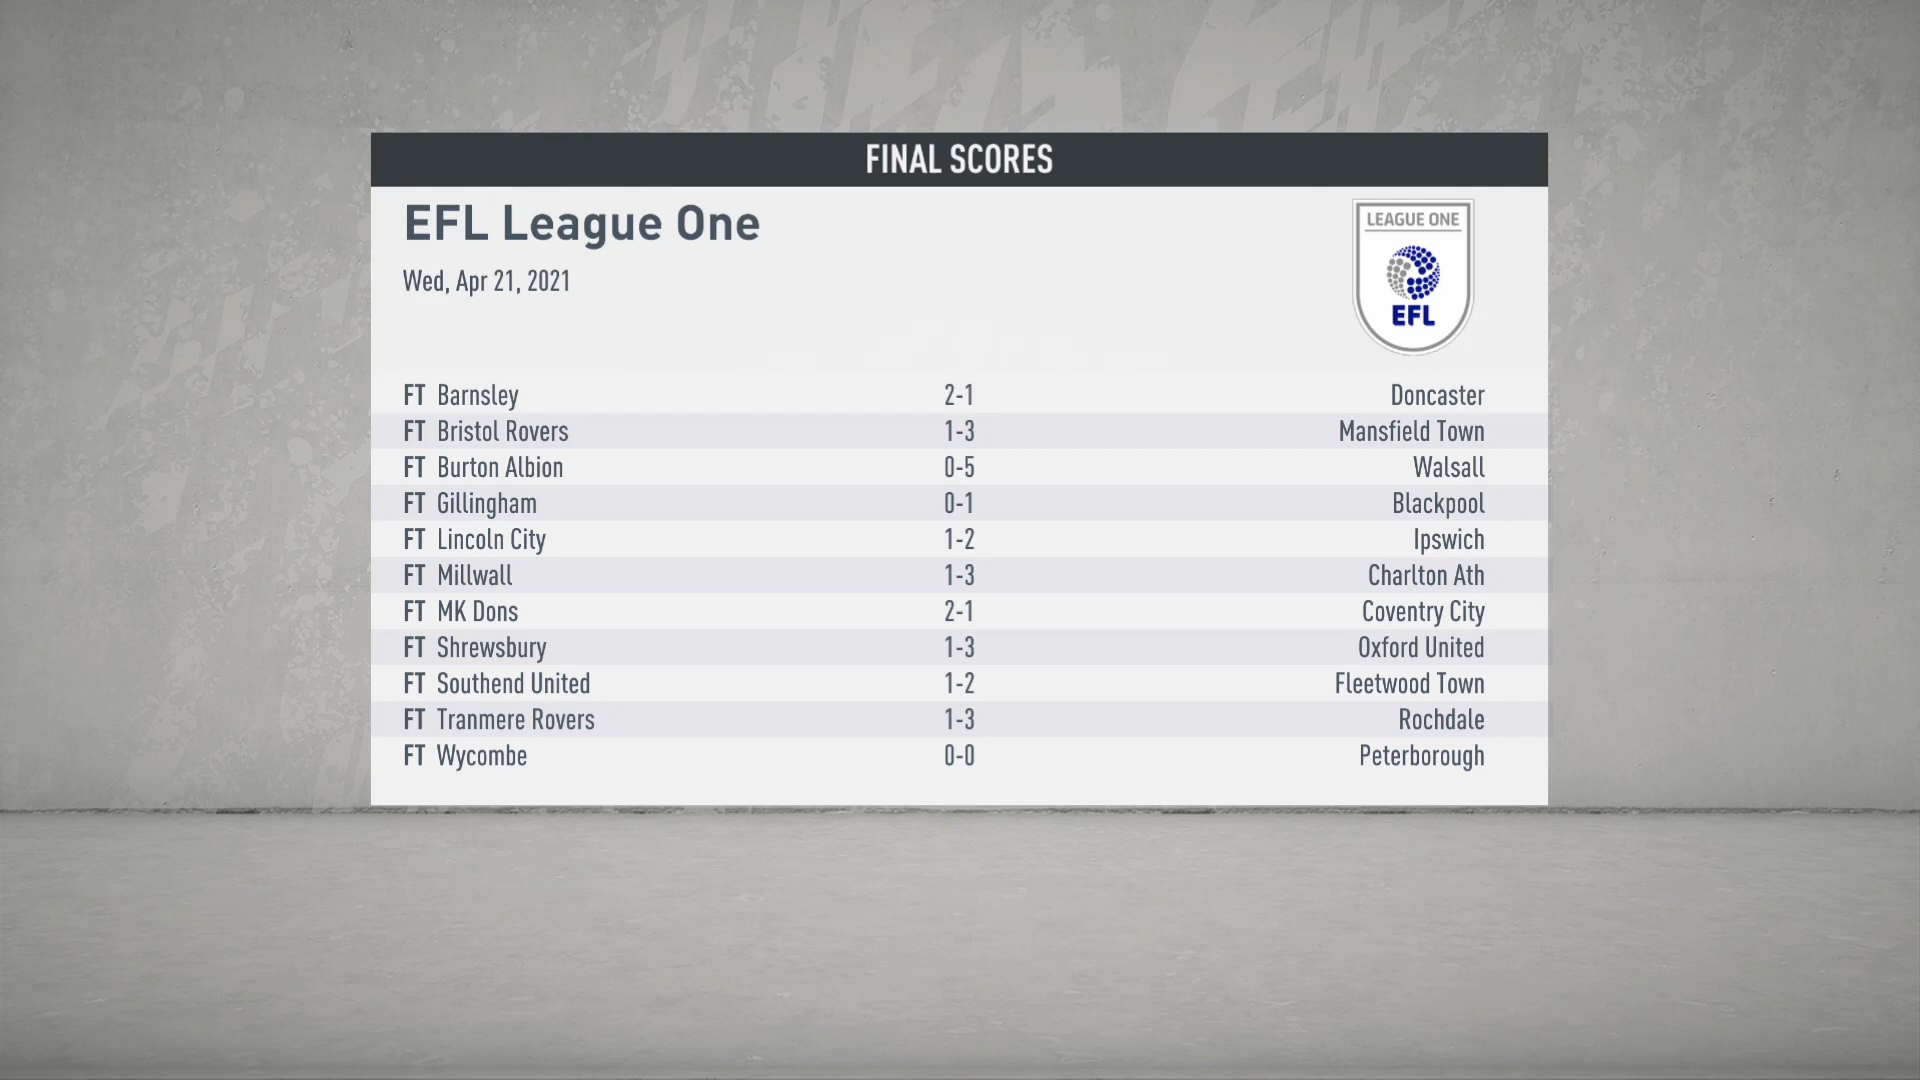 FINAL SCORES
EFL League One
LEAGUE ONE
EFL
Wed, Apr 21, 2021
FT Barnsley 2-1 Doncaster
FT Bristol Rovers 1-3 Mansfield Town
FT Burton Albion 0-5 Walsall
FT Gillingham 0-1 Blackpool
FT Lincoln City 1-2 Ipswich
FT Millwall 1-3 Charlton Ath
FT MK Dons 2-1 Coventry City
FT Shrewsbury 1-3 Oxford United
FT Southend United 1-2 Fleetwood Town
FT Tranmere Rovers 1-3 Rochdale
FT Wycombe 0-0 Peterborough